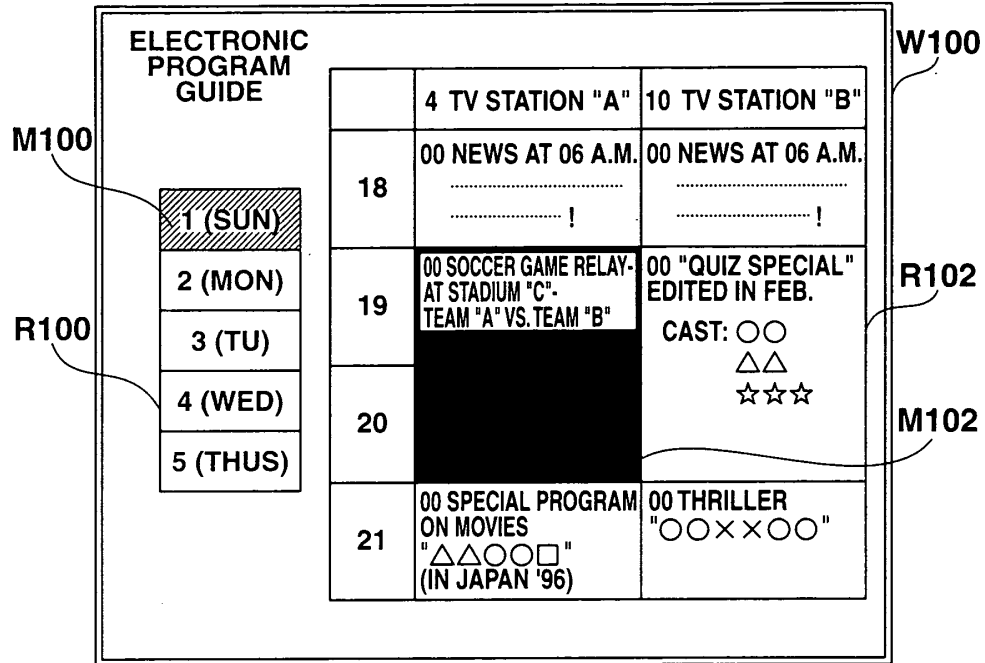 ELECTRONIC
PROGRAM
GUIDE
W100
M100
4 TV STATION "A"
10 TV STATION "B"
18
00 NEWS AT 06 A.M.
.......................
............... !
00 NEWS AT 06 A.M.
.......................
.................. !
1 (SUN)
2 (MON)
3 (TU)
4 (WED)
5 (THUS)
R100
19
00 SOCCER GAME RELAY-
AT STADIUM "C"-
TEAM "A" VS. TEAM "B"
00 "QUIZ SPECIAL"
EDITED IN FEB.
CAST: ○○
△△
☆☆☆
R102
20
M102
21
00 SPECIAL PROGRAM
ON MOVIES
"△△○○□"
(IN JAPAN '96)
00 THRILLER
"○○××○○"